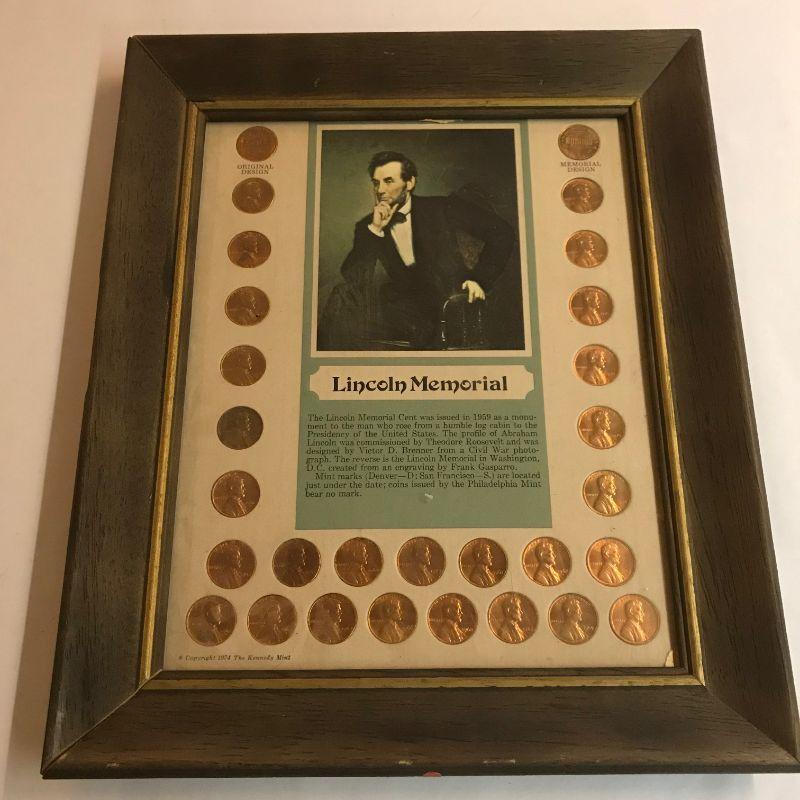 ORIGINAL
DESIGN
MEMORIAL
DESIGN
Lincoln Memorial
The Lincoln Memorial Cent was issued in 1959 as a monu-
ment to the man who rose from a humble log cabin to the
Presidency of the United States. The profile of Abraham
Lincoln was commissioned by Theodore Roosevelt and was
designed by Victor D. Brenner from a Civil War photo-
graph. The reverse is the Lincoln Memorial in Washington,
D.C. created from an engraving by Frank Gasparro.
Mint marks (Denver—D; San Francisco—S.) are located
just under the date; coins issued by the Philadelphia Mint
bear no mark.
© Copyright 1974 The Kennedy Mint